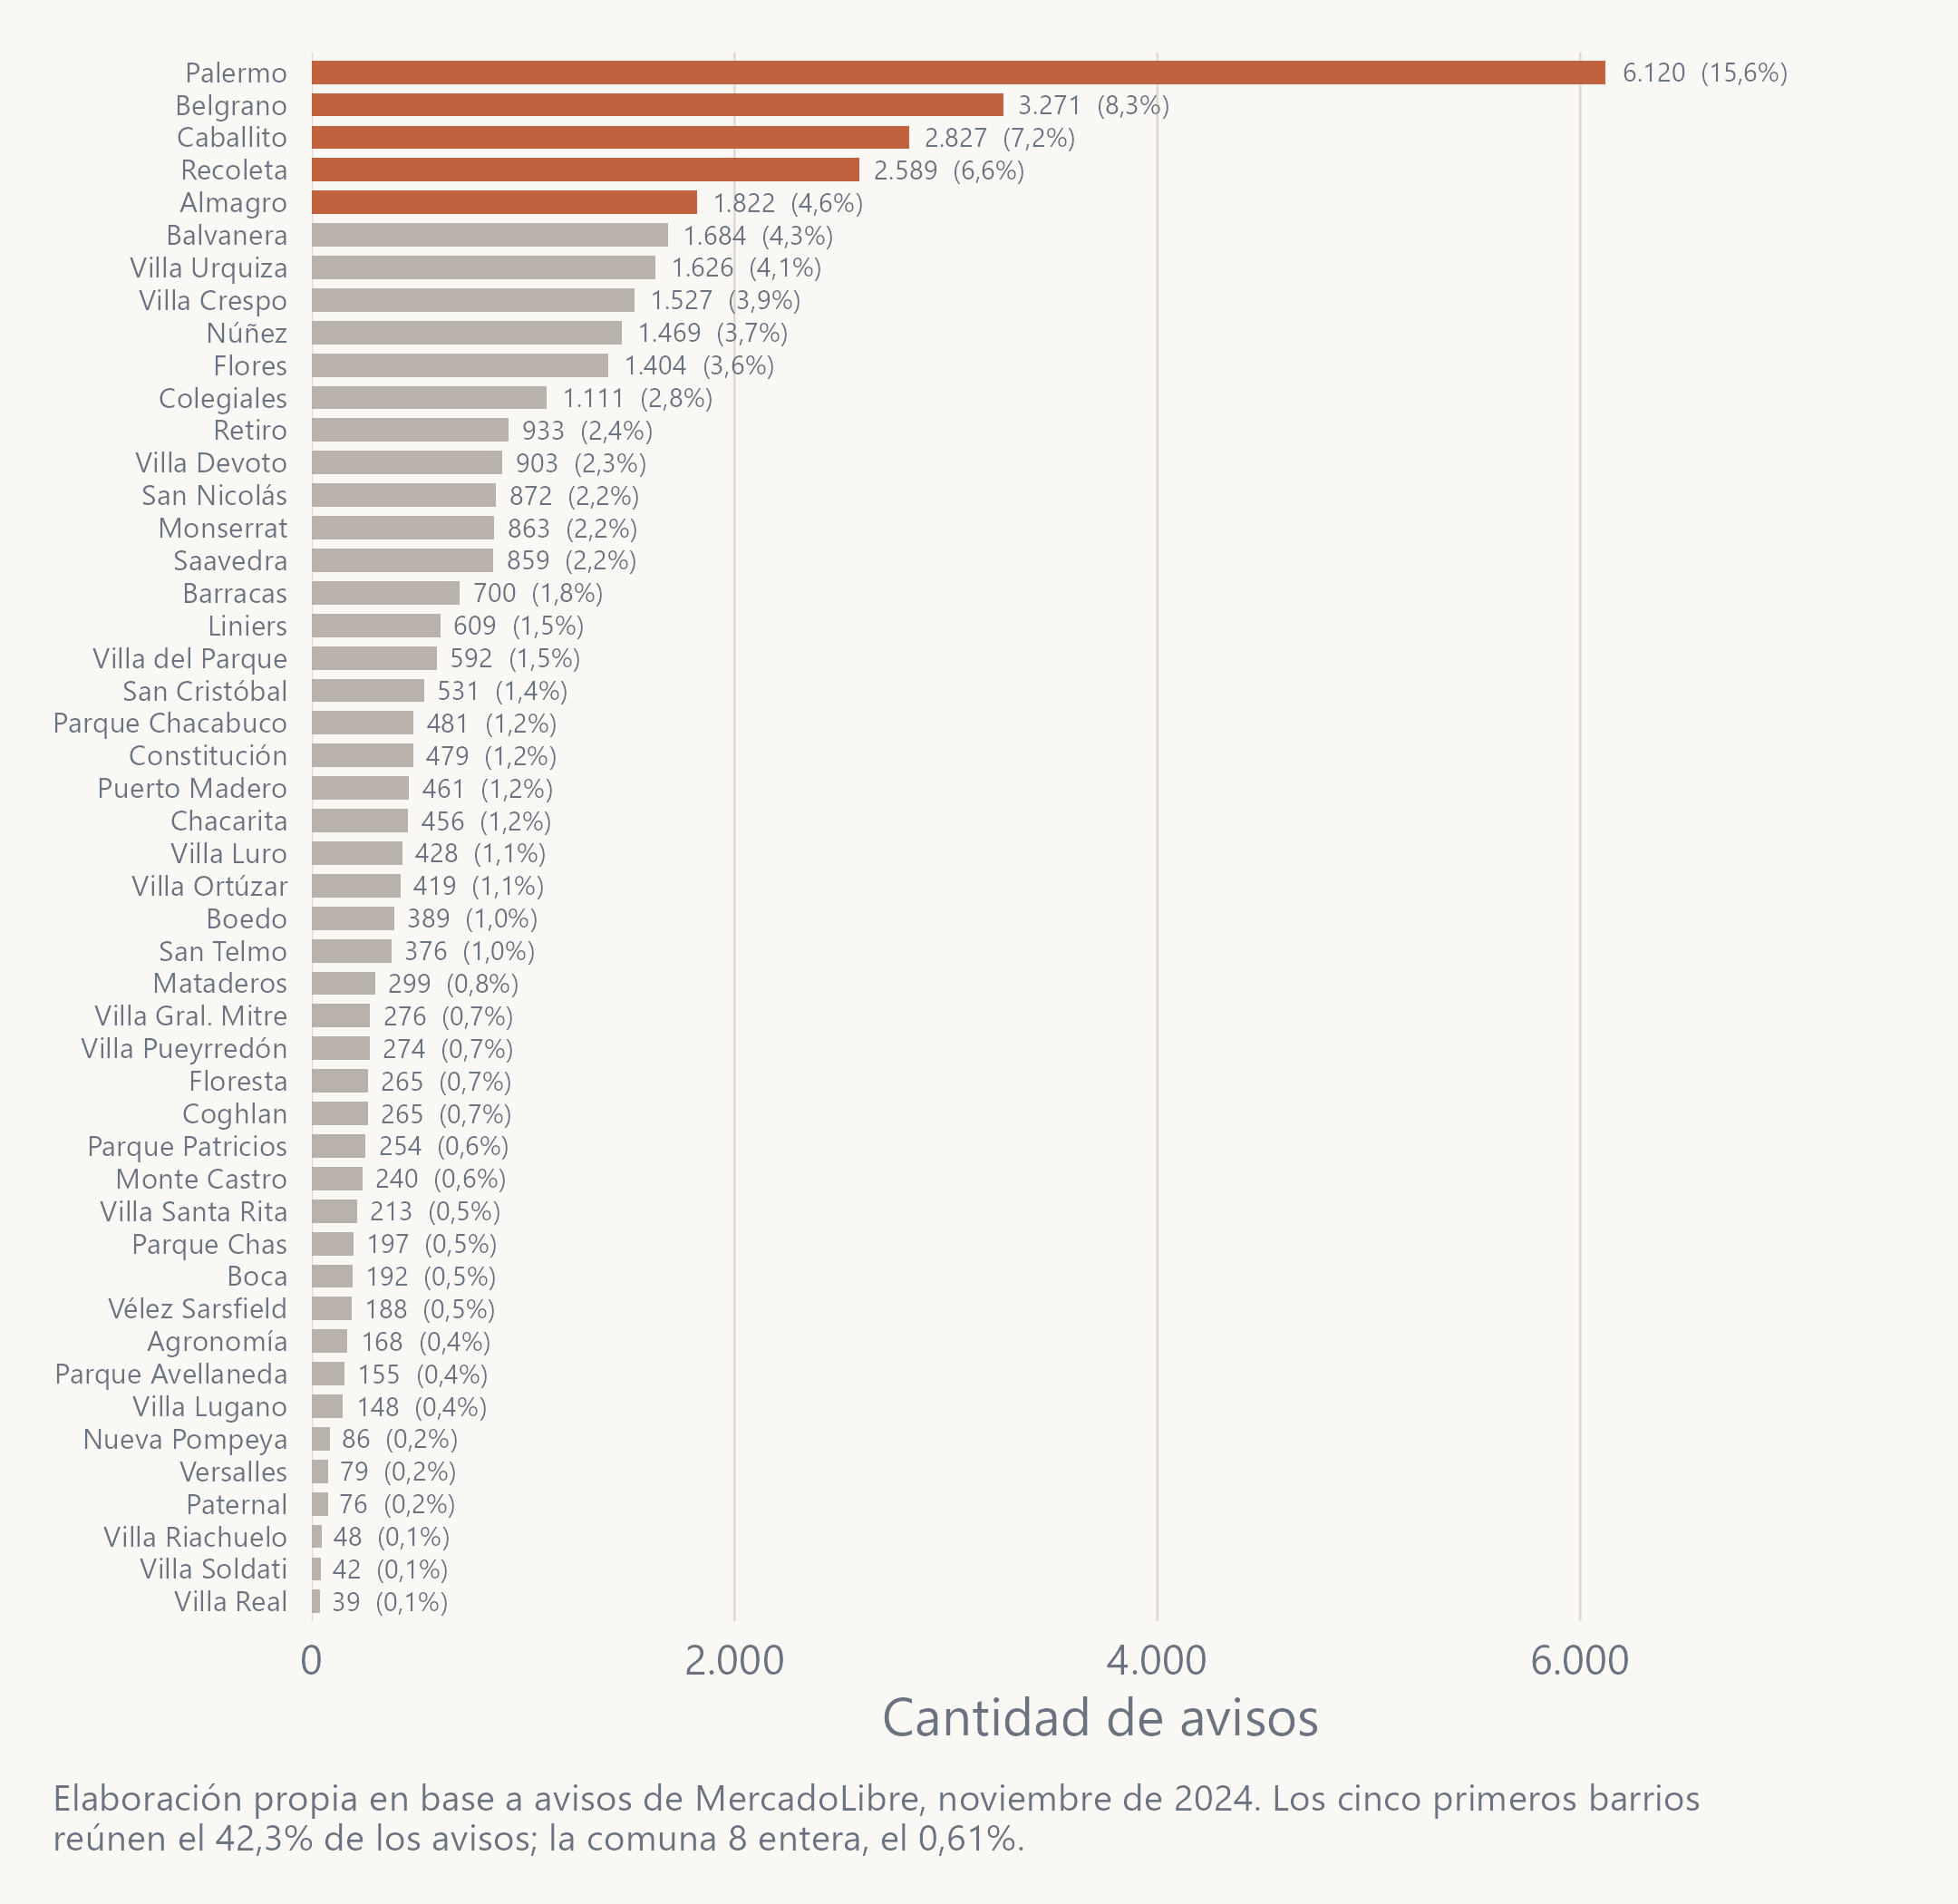 Palermo 6.120 (15,6%)
Belgrano 3.271 (8,3%)
Caballito 2.827 (7,2%)
Recoleta 2.589 (6,6%)
Almagro 1.822 (4,6%)
Balvanera 1.684 (4,3%)
Villa Urquiza 1.626 (4,1%)
Villa Crespo 1.527 (3,9%)
Núñez 1.469 (3,7%)
Flores 1.404 (3,6%)
Colegiales 1.111 (2,8%)
Retiro 933 (2,4%)
Villa Devoto 903 (2,3%)
San Nicolás 872 (2,2%)
Monserrat 863 (2,2%)
Saavedra 859 (2,2%)
Barracas 700 (1,8%)
Liniers 609 (1,5%)
Villa del Parque 592 (1,5%)
San Cristóbal 531 (1,4%)
Parque Chacabuco 481 (1,2%)
Constitución 479 (1,2%)
Puerto Madero 461 (1,2%)
Chacarita 456 (1,2%)
Villa Luro 428 (1,1%)
Villa Ortúzar 419 (1,1%)
Boedo 389 (1,0%)
San Telmo 376 (1,0%)
Mataderos 299 (0,8%)
Villa Gral. Mitre 276 (0,7%)
Villa Pueyrredón 274 (0,7%)
Floresta 265 (0,7%)
Coghlan 265 (0,7%)
Parque Patricios 254 (0,6%)
Monte Castro 240 (0,6%)
Villa Santa Rita 213 (0,5%)
Parque Chas 197 (0,5%)
Boca 192 (0,5%)
Vélez Sarsfield 188 (0,5%)
Agronomía 168 (0,4%)
Parque Avellaneda 155 (0,4%)
Villa Lugano 148 (0,4%)
Nueva Pompeya 86 (0,2%)
Versalles 79 (0,2%)
Paternal 76 (0,2%)
Villa Riachuelo 48 (0,1%)
Villa Soldati 42 (0,1%)
Villa Real 39 (0,1%)
0 2.000 4.000 6.000
Cantidad de avisos
Elaboración propia en base a avisos de MercadoLibre, noviembre de 2024. Los cinco primeros barrios
reúnen el 42,3% de los avisos; la comuna 8 entera, el 0,61%.